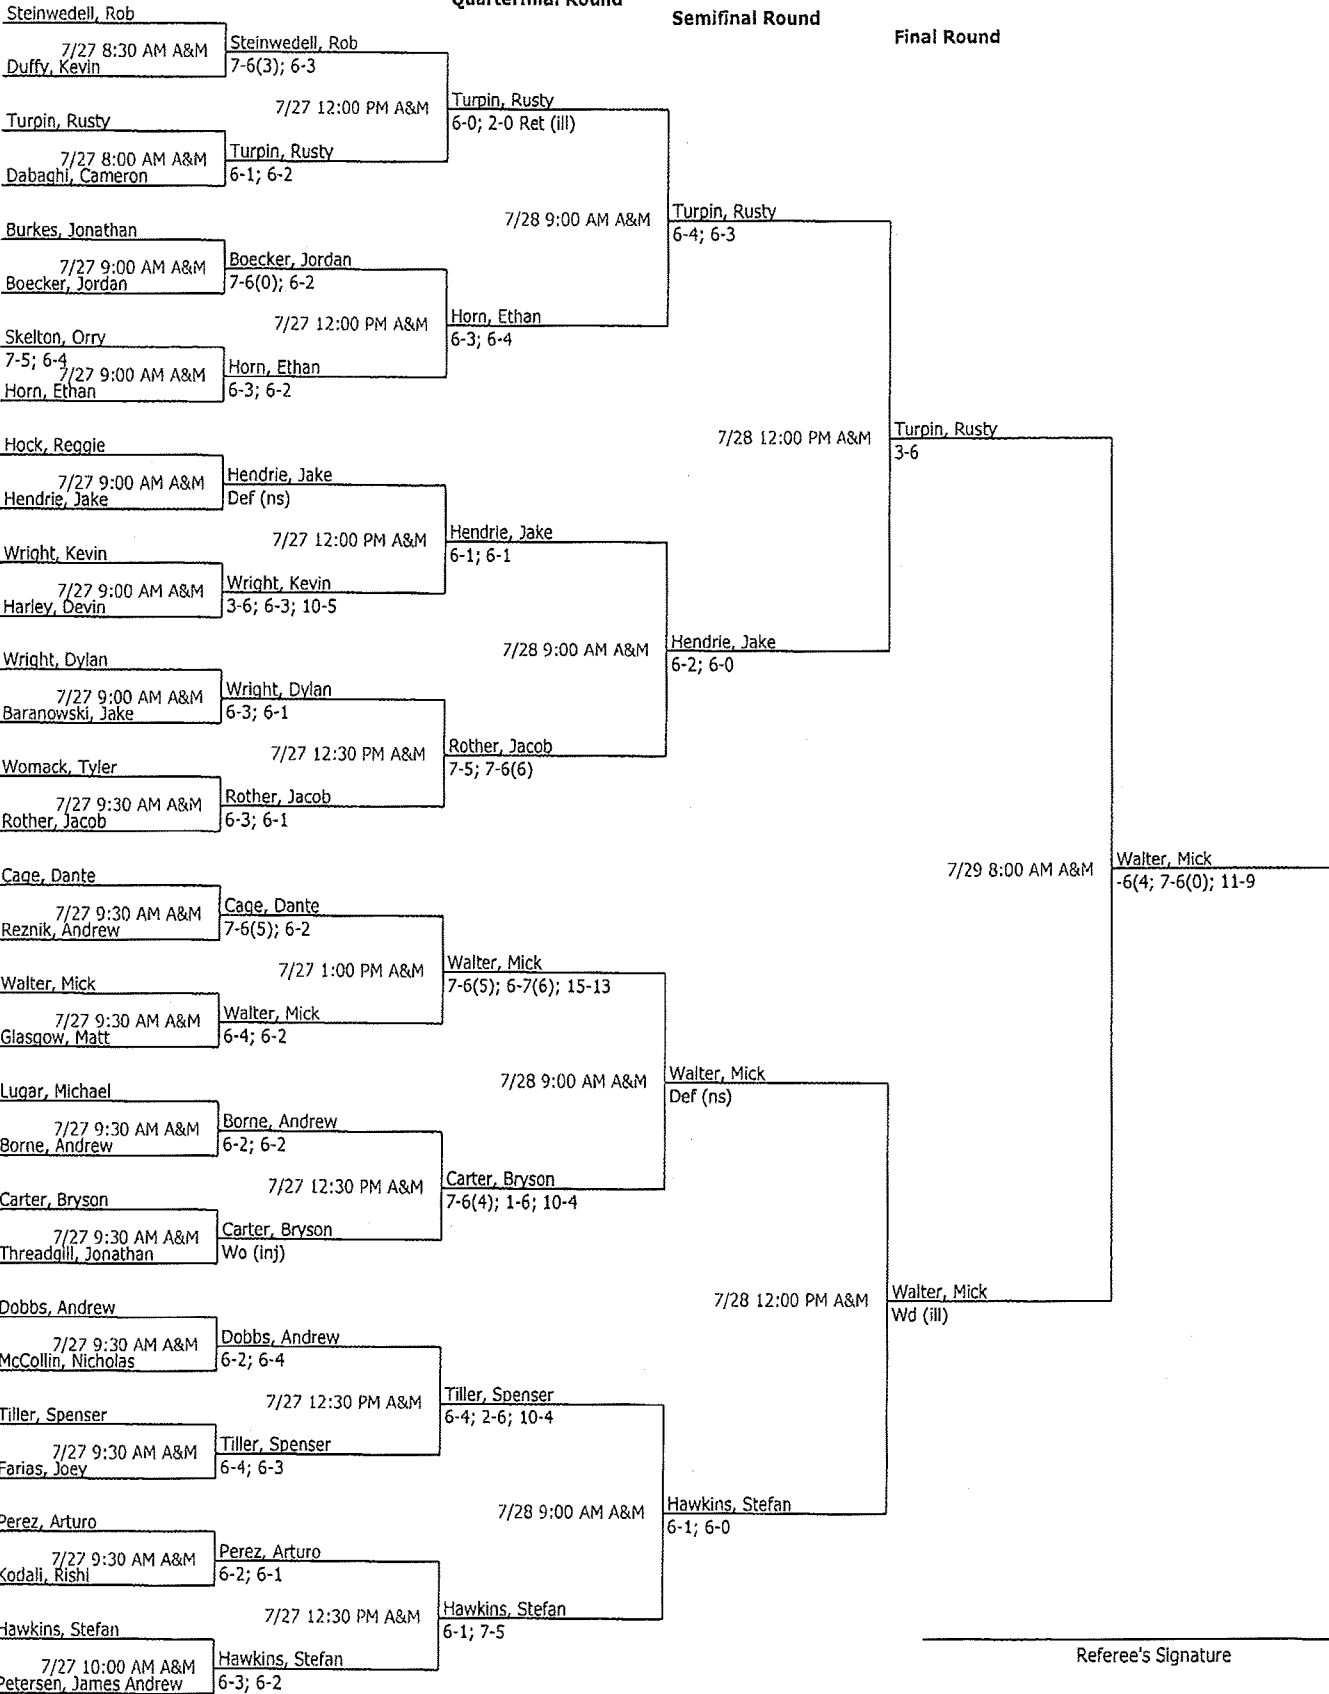 Quarterfinal Round
Semifinal Round
Final Round
Steinwedell, Rob
7/27 8:30 AM A&M
Duffy, Kevin
Steinwedell, Rob
7-6(3); 6-3
7/27 12:00 PM A&M
Turpin, Rusty
6-0; 2-0 Ret (ill)
Turpin, Rusty
7/27 8:00 AM A&M
Dabaghi, Cameron
Turpin, Rusty
6-1; 6-2
7/28 9:00 AM A&M
Turpin, Rusty
6-4; 6-3
Burkes, Jonathan
7/27 9:00 AM A&M
Boecker, Jordan
Boecker, Jordan
7-6(0); 6-2
7/27 12:00 PM A&M
Horn, Ethan
6-3; 6-4
Skelton, Orry
7-5; 6-4
7/27 9:00 AM A&M
Horn, Ethan
Horn, Ethan
6-3; 6-2
7/28 12:00 PM A&M
Turpin, Rusty
3-6
Hock, Reggie
7/27 9:00 AM A&M
Hendrie, Jake
Hendrie, Jake
Def (ns)
7/27 12:00 PM A&M
Hendrie, Jake
6-1; 6-1
Wright, Kevin
7/27 9:00 AM A&M
Harley, Devin
Wright, Kevin
3-6; 6-3; 10-5
7/28 9:00 AM A&M
Hendrie, Jake
6-2; 6-0
Wright, Dylan
7/27 9:00 AM A&M
Baranowski, Jake
Wright, Dylan
6-3; 6-1
7/27 12:30 PM A&M
Rother, Jacob
7-5; 7-6(6)
Womack, Tyler
7/27 9:30 AM A&M
Rother, Jacob
Rother, Jacob
6-3; 6-1
7/29 8:00 AM A&M
Walter, Mick
-6(4; 7-6(0); 11-9
Cage, Dante
7/27 9:30 AM A&M
Reznik, Andrew
Cage, Dante
7-6(5); 6-2
7/27 1:00 PM A&M
Walter, Mick
7-6(5); 6-7(6); 15-13
Walter, Mick
7/27 9:30 AM A&M
Glasgow, Matt
Walter, Mick
6-4; 6-2
7/28 9:00 AM A&M
Walter, Mick
Def (ns)
Lugar, Michael
7/27 9:30 AM A&M
Borne, Andrew
Borne, Andrew
6-2; 6-2
7/27 12:30 PM A&M
Carter, Bryson
7-6(4); 1-6; 10-4
Carter, Bryson
7/27 9:30 AM A&M
Threadgill, Jonathan
Carter, Bryson
Wo (inj)
7/28 12:00 PM A&M
Walter, Mick
Wd (ill)
Dobbs, Andrew
7/27 9:30 AM A&M
McCollin, Nicholas
Dobbs, Andrew
6-2; 6-4
7/27 12:30 PM A&M
Tiller, Spenser
6-4; 2-6; 10-4
Tiller, Spenser
7/27 9:30 AM A&M
Farias, Joey
Tiller, Spenser
6-4; 6-3
7/28 9:00 AM A&M
Hawkins, Stefan
6-1; 6-0
Perez, Arturo
7/27 9:30 AM A&M
Kodali, Rishi
Perez, Arturo
6-2; 6-1
7/27 12:30 PM A&M
Hawkins, Stefan
6-1; 7-5
Hawkins, Stefan
7/27 10:00 AM A&M
Petersen, James Andrew
Hawkins, Stefan
6-3; 6-2
Referee's Signature